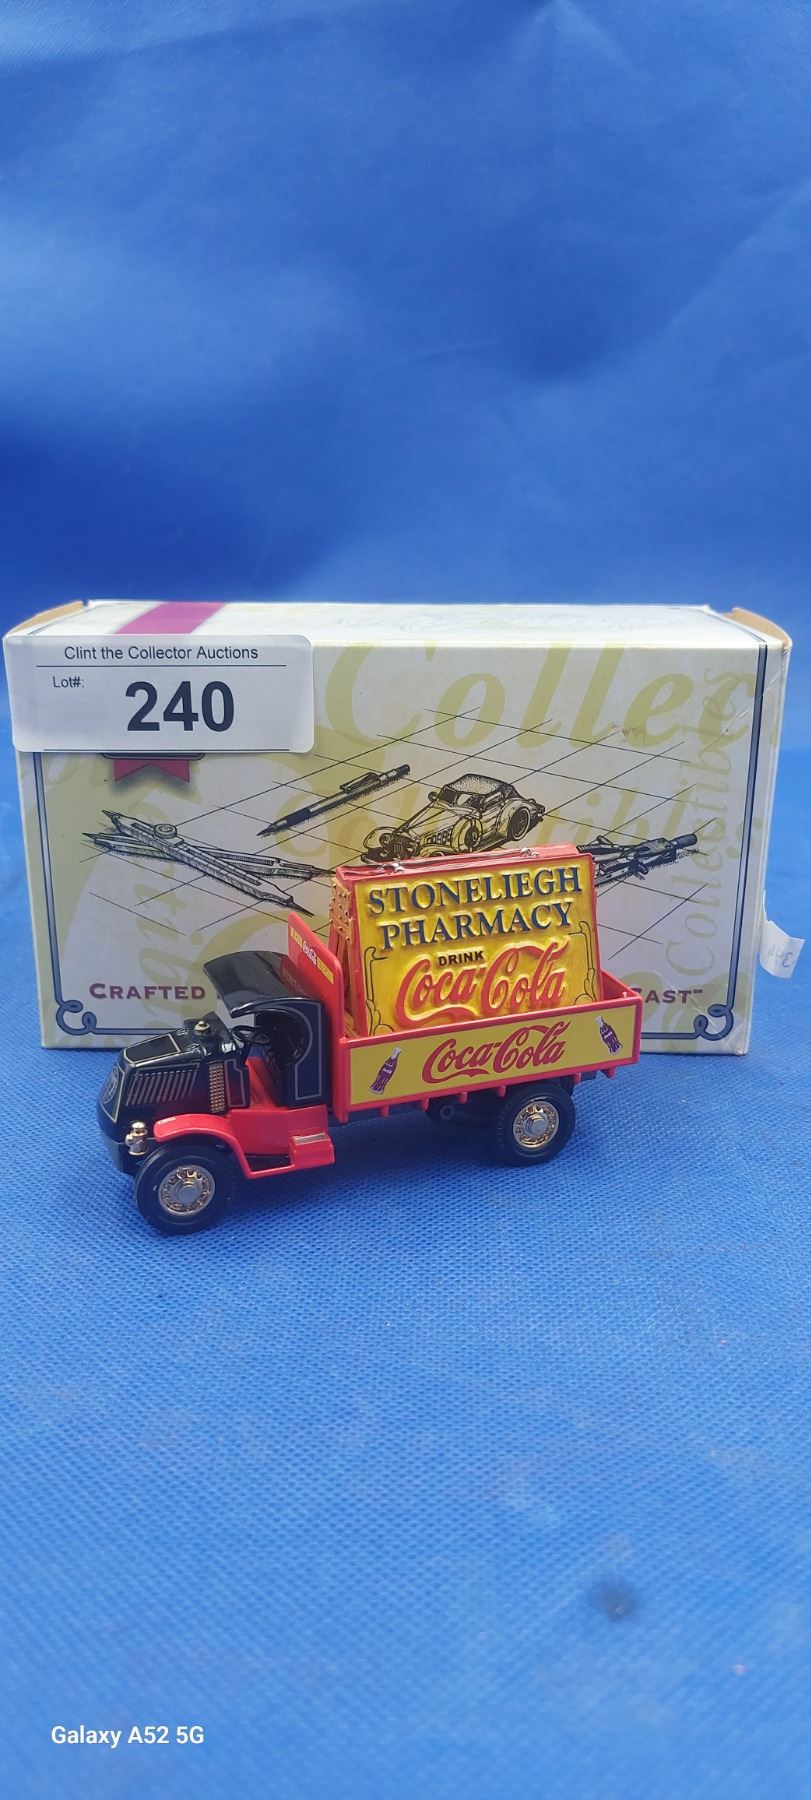 Clint the Collector Auctions
Lot#:
240
Collec
Collectibles
STONELIEGH
PHARMACY
DRINK
Coca-Cola
CRAFTED
CAST™
Coca-Cola
Galaxy A52 5G